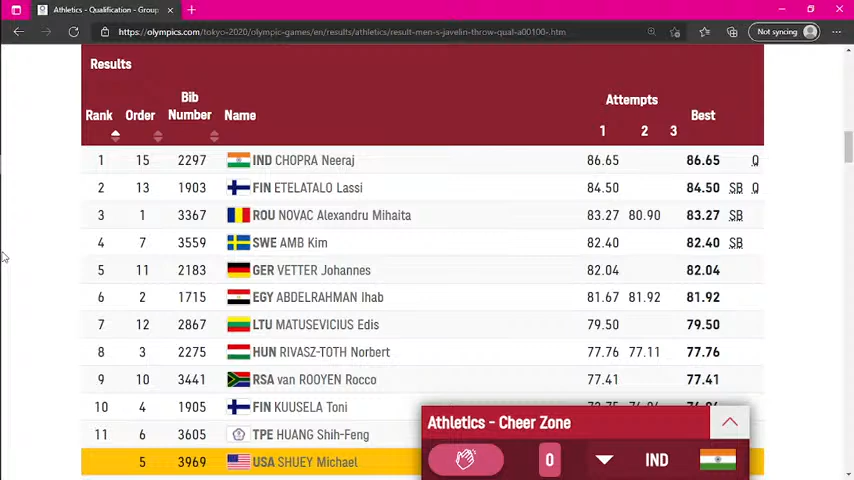 Athletics - Qualification - Group
Not syncing
https://olympics.com/tokyo-2020/olympic-games/en/results/athletics/result-men-s-javelin-throw-qual-a00100-.htm
Results
Rank Order Bib Number Name Attempts 1 2 3 Best
1 15 2297 IND CHOPRA Neeraj 86.65 86.65 Q
2 13 1903 FIN ETELATALO Lassi 84.50 84.50 SB Q
3 1 3367 ROU NOVAC Alexandru Mihaita 83.27 80.90 83.27 SB
4 7 3559 SWE AMB Kim 82.40 82.40 SB
5 11 2183 GER VETTER Johannes 82.04 82.04
6 2 1715 EGY ABDELRAHMAN Ihab 81.67 81.92 81.92
7 12 2867 LTU MATUSEVICIUS Edis 79.50 79.50
8 3 2275 HUN RIVASZ-TOTH Norbert 77.76 77.11 77.76
9 10 3441 RSA van ROOYEN Rocco 77.41 77.41
10 4 1905 FIN KUUSELA Toni
11 6 3605 TPE HUANG Shih-Feng
5 3969 USA SHUEY Michael
Athletics - Cheer Zone
0 IND